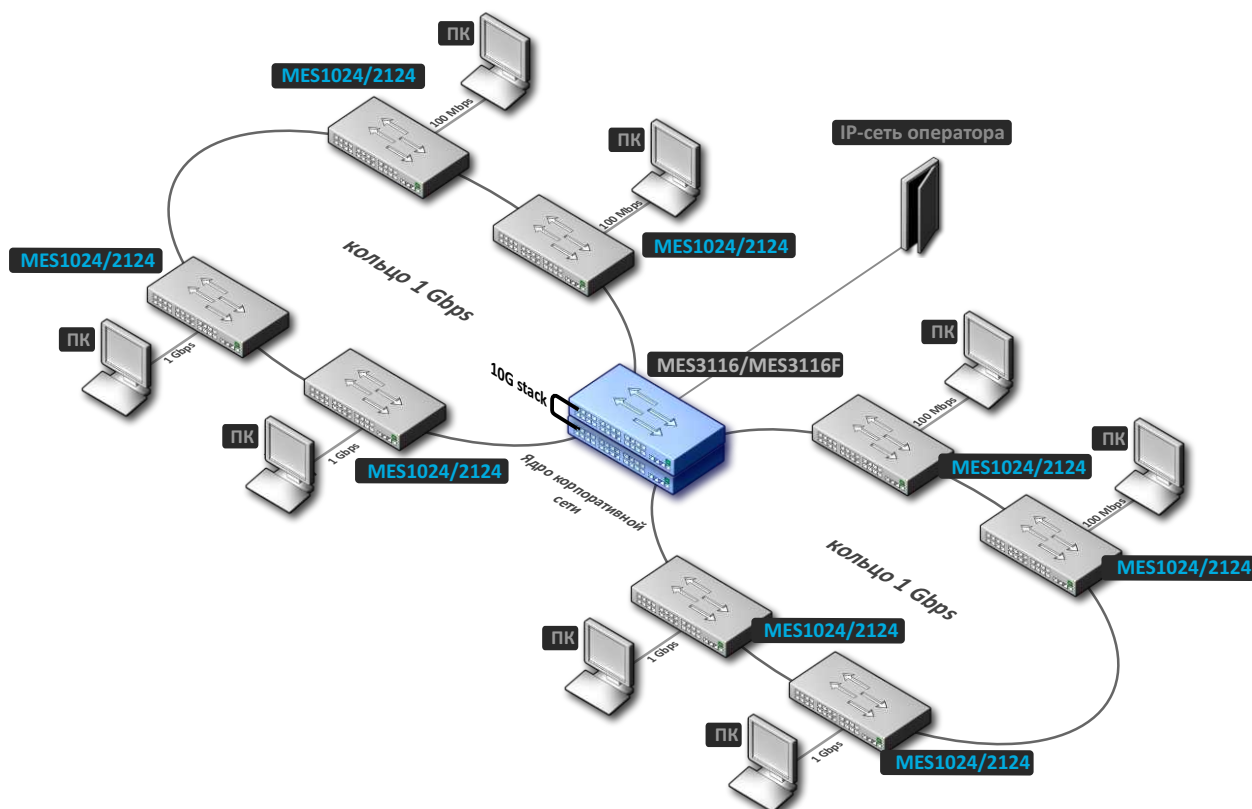 ПК
MES1024/2124
100 Mbps
ПК
IP-сеть оператора
100 Mbps
MES1024/2124
MES1024/2124
кольцо 1 Gbps
ПК
1 Gbps
ПК
MES3116/MES3116F
10G stack
100 Mbps
ПК
ПК
1 Gbps
MES1024/2124
MES1024/2124
Ядро корпоративной
сети
100 Mbps
кольцо 1 Gbps
MES1024/2124
ПК
1 Gbps
MES1024/2124
ПК
1 Gbps
MES1024/2124